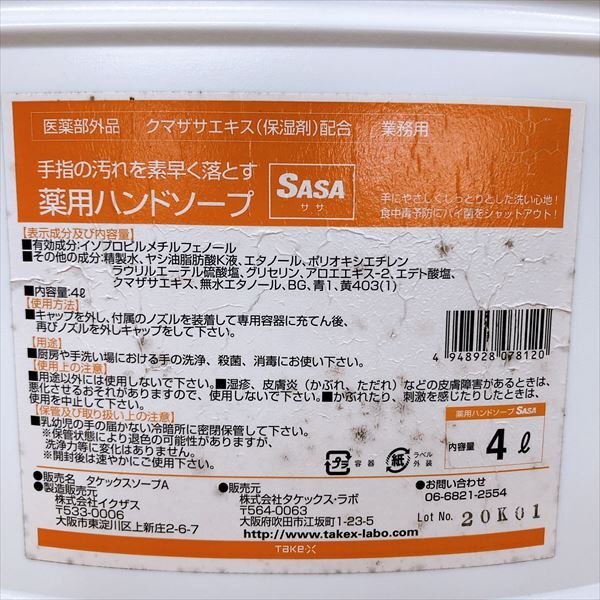 医薬部外品 クマザサエキス(保湿剤)配合 業務用
手指の汚れを素早く落とす
薬用ハンドソープ
SASA
ササ
手にやさしくしっとりとした洗い心地!
食中毒予防にバイ菌をシャットアウト!
【表示成分及び内容量】
■有効成分:イソプロピルメチルフェノール
■その他の成分:精製水、ヤシ油脂肪酸K液、エタノール、ポリオキシエチレン
ラウリルエーテル硫酸塩、グリセリン、アロエエキス-2、エデト酸塩、
クマザサエキス、無水エタノール、BG、青1、黄403(1)
■内容量:4ℓ
【使用方法】
■キャップを外し、付属のノズルを装着して専用容器に充てん後、
再びノズルを外しキャップをして下さい。
【用途】
■厨房や手洗い場における手の洗浄、殺菌、消毒にお使い下さい。
【使用上の注意】
■用途以外には使用しないで下さい。■湿疹、皮膚炎(かぶれ、ただれ)などの皮膚障害があるときは、
悪化させるおそれがありますので、使用しないで下さい。■かぶれたり、刺激を感じたりしたときは、
使用を中止して下さい。
【保管及び取り扱い上の注意】
■乳幼児の手の届かない冷暗所に密閉保管して下さい。
※保管状態により退色の可能性がありますが、
洗浄力等に変化はありません。
※開封後は速やかにご使用下さい。
4 948928 078120
薬用ハンドソープSASA
内容量 4ℓ
プラ 容器
紙 ラベル 外装
●販売名 タケックスソープA
●製造販売元
株式会社イクザス
〒533-0006
大阪市東淀川区上新庄2-6-7
●販売元
株式会社タケックス・ラボ
〒564-0063
大阪府吹田市江坂町1-23-5
http://www.takex-labo.com
●お問い合わせ
06-6821-2554
Lot No. 20K01
TAKEX